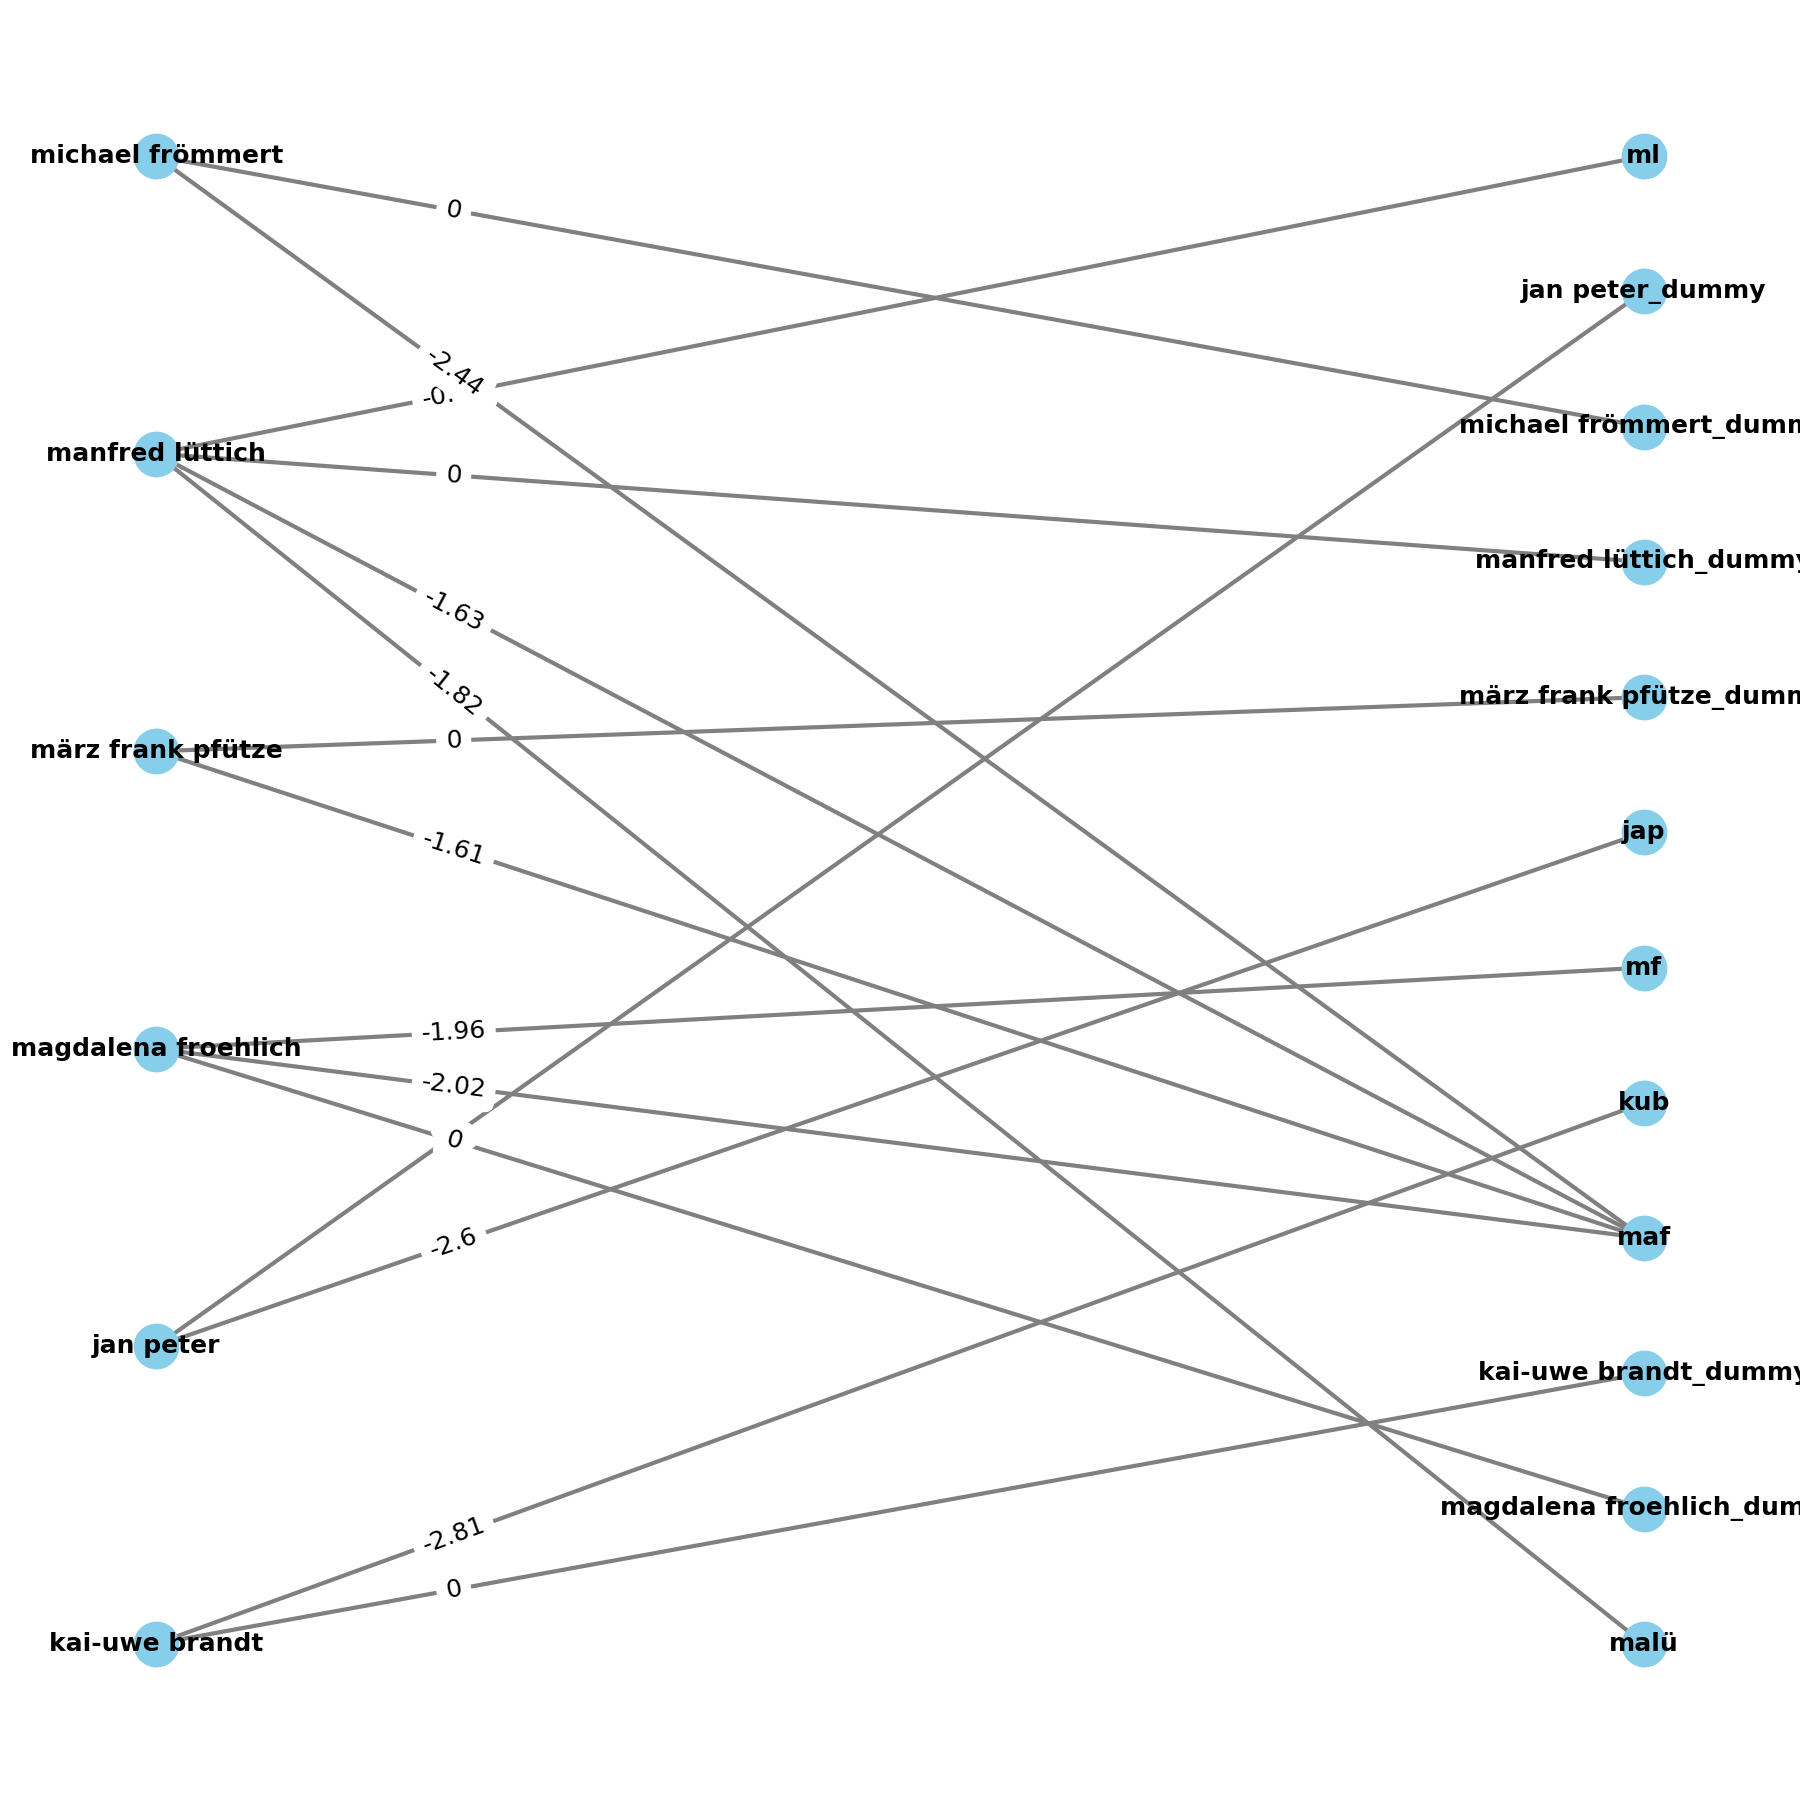 michael frömmert
ml
0
jan peter_dummy
-2.44
-0.
michael frömmert_dumm
manfred lüttich
0
manfred lüttich_dummy
-1.63
-1.82
märz frank pfütze_dumm
0
märz frank pfütze
jap
-1.61
mf
-1.96
magdalena froehlich
-2.02
kub
0
-2.6
maf
jan peter
kai-uwe brandt_dummy
magdalena froehlich_dum
-2.81
0
kai-uwe brandt
malü